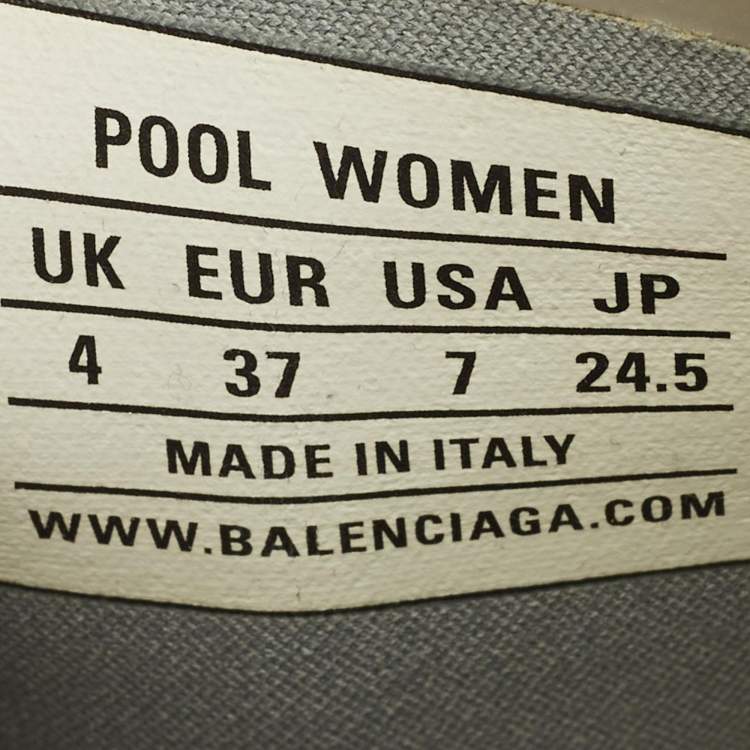 POOL WOMEN
UK EUR USA JP
4 37 7 24.5
MADE IN ITALY
WWW.BALENCIAGA.COM